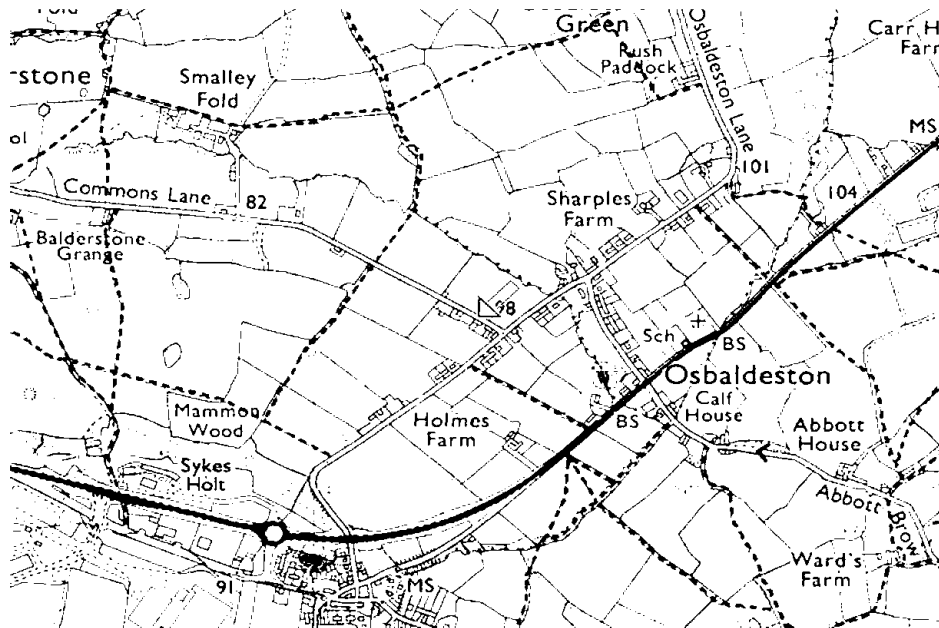 Fold
Green
Osbaldeston Lane
Carr H
Farm
rstone
Smalley
Fold
Rush
Paddock
MS
ol
101
Commons Lane
82
Sharples
Farm
104
Balderstone
Grange
98
Sch
BS
Osbaldeston
Mammon
Wood
Holmes
Farm
BS
Calf
House
Abbott
House
Sykes
Holt
Abbott Brow
Ward's
Farm
91
MS